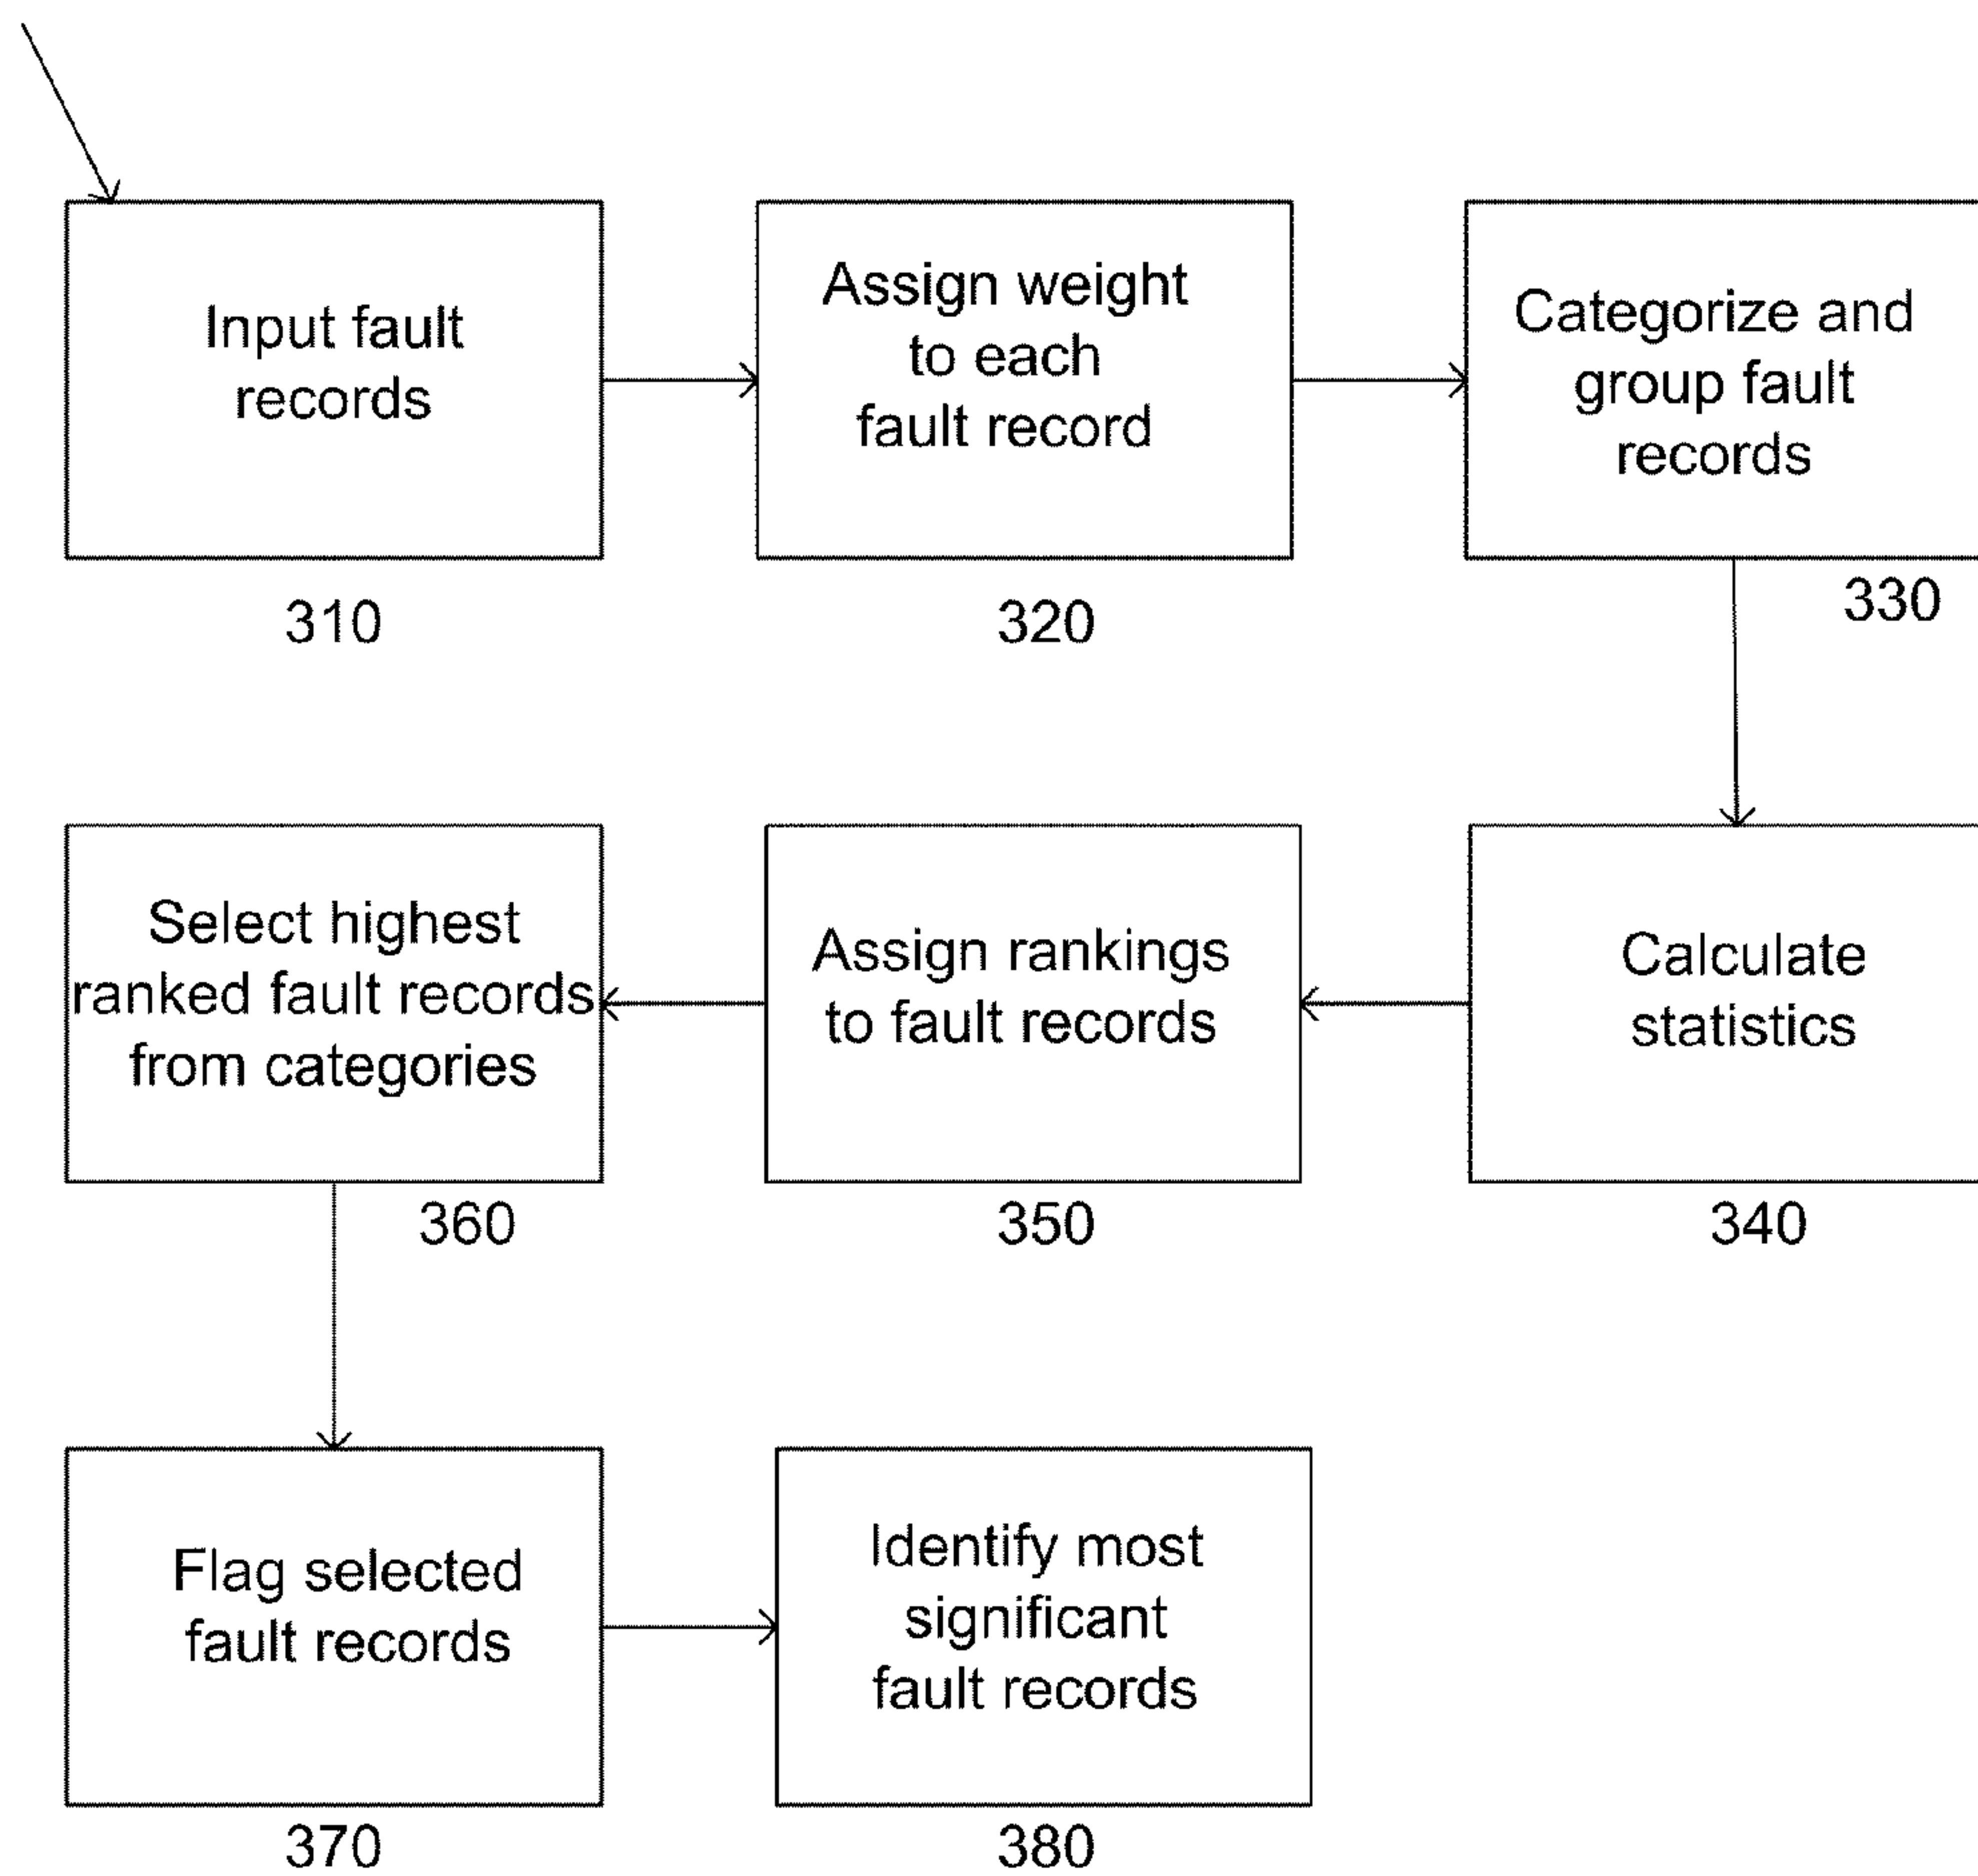 Input fault
records
310
Assign weight
to each
fault record
320
Categorize and
group fault
records
330
Calculate
statistics
340
Assign rankings
to fault records
350
Select highest
ranked fault records
from categories
360
Flag selected
fault records
370
Identify most
significant
fault records
380